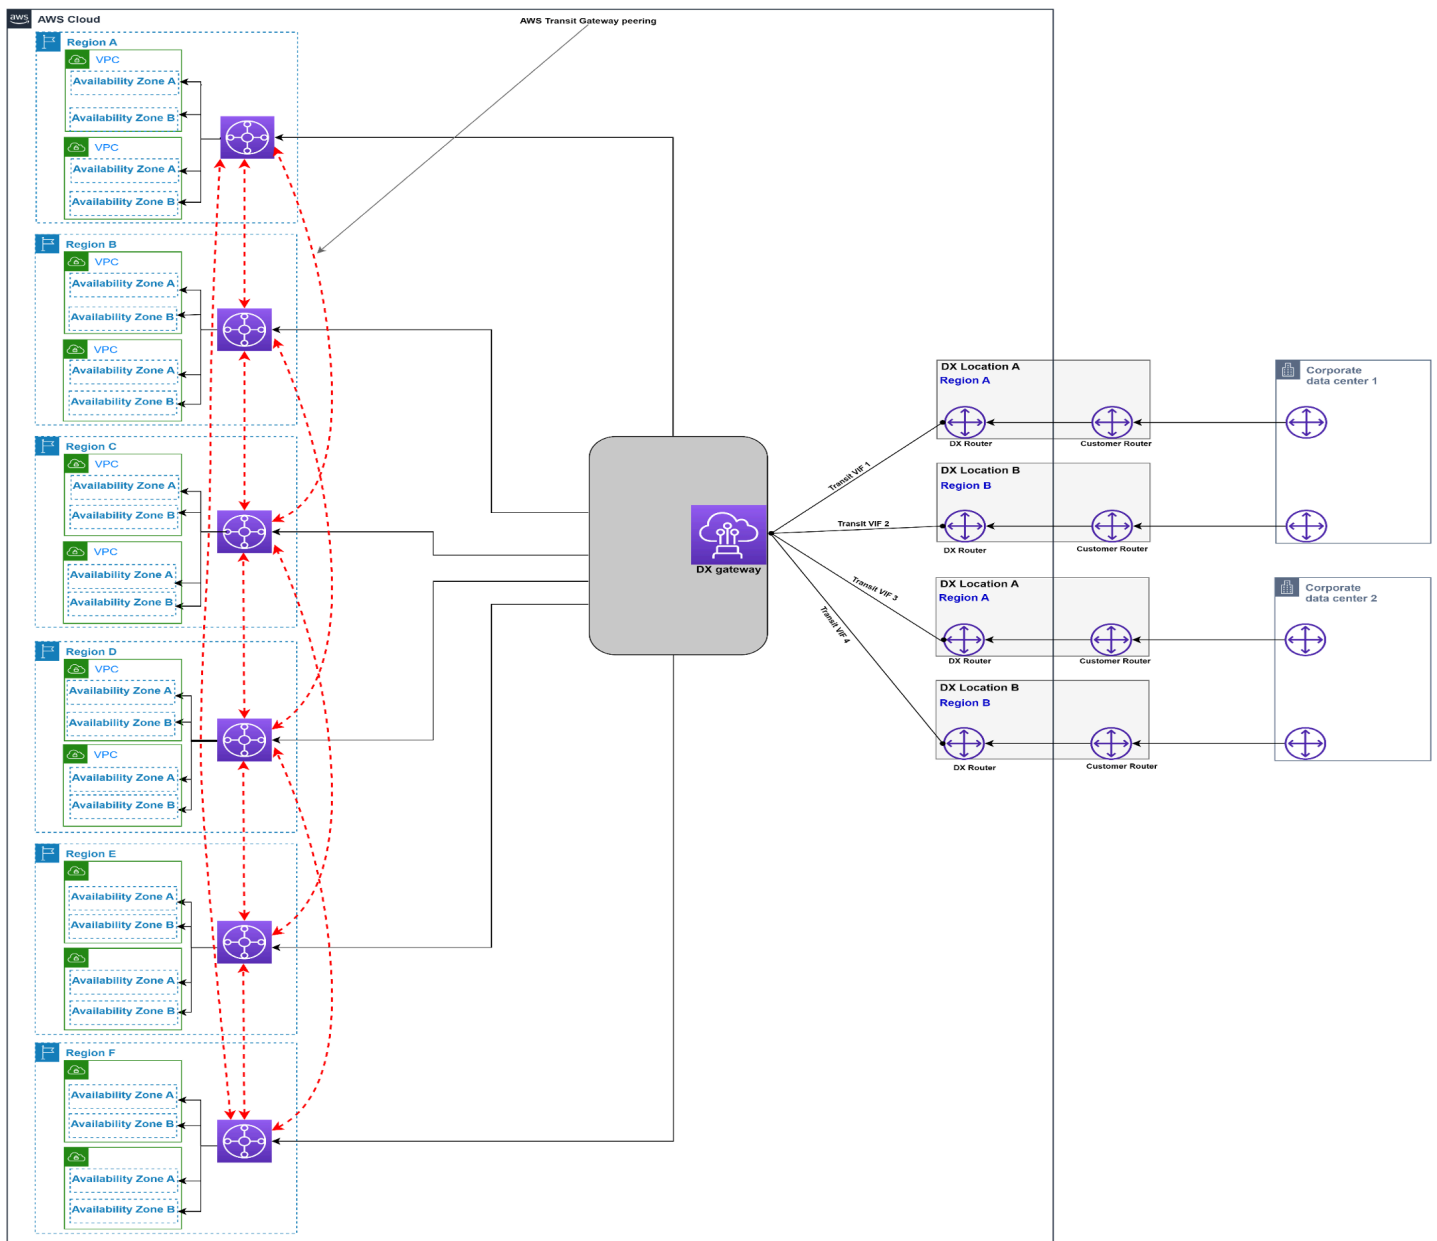 aws
AWS Cloud
AWS Transit Gateway peering
Region A
VPC
Availability Zone A
Availability Zone B
VPC
Availability Zone A
Availability Zone B
Region B
VPC
Availability Zone A
Availability Zone B
VPC
Availability Zone A
Availability Zone B
Region C
VPC
Availability Zone A
Availability Zone B
VPC
Availability Zone A
Availability Zone B
Region D
VPC
Availability Zone A
Availability Zone B
VPC
Availability Zone A
Availability Zone B
Region E
Availability Zone A
Availability Zone B
Availability Zone A
Availability Zone B
Region F
Availability Zone A
Availability Zone B
Availability Zone A
Availability Zone B
DX gateway
Transit VIF 1
Transit VIF 2
Transit VIF 3
Transit VIF 4
DX Location A
Region A
DX Router
Customer Router
DX Location B
Region B
DX Router
Customer Router
DX Location A
Region A
DX Router
Customer Router
DX Location B
Region B
DX Router
Customer Router
Corporate
data center 1
Corporate
data center 2